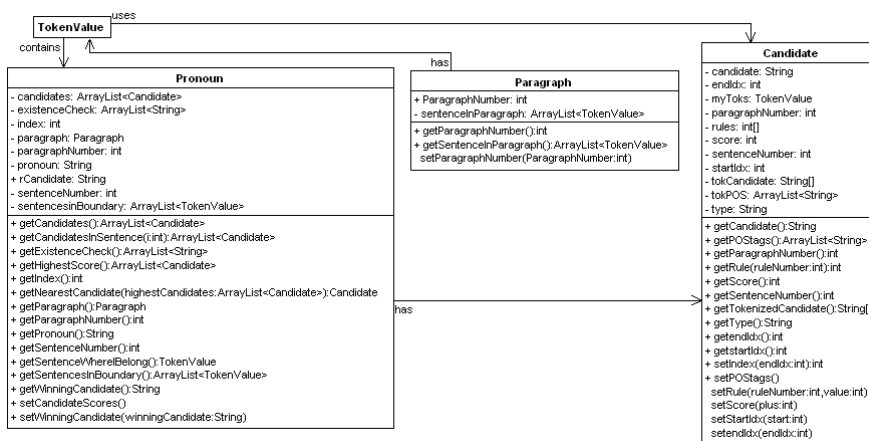 TokenValue
uses
contains
has
Pronoun
- candidates: ArrayList<Candidate>
- existenceCheck: ArrayList<String>
- index: int
- paragraph: Paragraph
- paragraphNumber: int
- pronoun: String
+ rCandidate: String
- sentenceNumber: int
- sentencesinBoundary: ArrayList<TokenValue>
+ getCandidates():ArrayList<Candidate>
+ getCandidatesInSentence(i:int):ArrayList<Candidate>
+ getExistenceCheck():ArrayList<String>
+ getHighestScore():ArrayList<Candidate>
+ getIndex():int
+ getNearestCandidate(highestCandidates:ArrayList<Candidate>):Candidate
+ getParagraph():Paragraph
+ getParagraphNumber():int
+ getPronoun():String
+ getSentenceNumber():int
+ getSentenceWhereIBelong():TokenValue
+ getSentencesInBoundary():ArrayList<TokenValue>
+ getWinningCandidate():String
+ setCandidateScores()
+ setWinningCandidate(winningCandidate:String)
has
Paragraph
+ ParagraphNumber: int
- sentenceInParagraph: ArrayList<TokenValue>
+ getParagraphNumber():int
+ getSentenceInParagraph():ArrayList<TokenValue>
setParagraphNumber(ParagraphNumber:int)
Candidate
- candidate: String
- endIdx: int
- myToks: TokenValue
- paragraphNumber: int
- rules: int[]
- score: int
- sentenceNumber: int
- startIdx: int
- tokCandidate: String[]
- tokPOS: ArrayList<String>
- type: String
+ getCandidate():String
+ getPOStags():ArrayList<String>
+ getParagraphNumber():int
+ getRule(ruleNumber:int):int
+ getScore():int
+ getSentenceNumber():int
+ getTokenizedCandidate():String[
+ getType():String
+ getendIdx():int
+ getstartIdx():int
+ setIndex(endIdx:int):int
+ setPOStags()
setRule(ruleNumber:int,value:int)
setScore(plus:int)
setStartIdx(start:int)
setendIdx(endIdx:int)